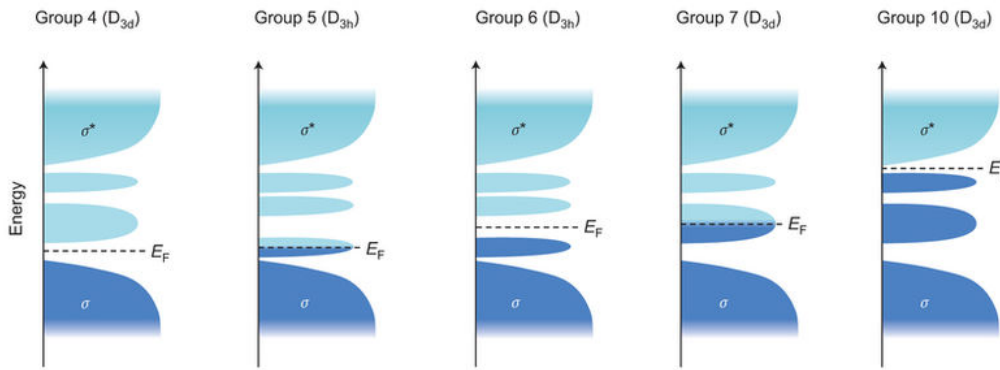 Group 4 (D3d) Group 5 (D3h) Group 6 (D3h) Group 7 (D3d) Group 10 (D3d)
σ* σ* σ* σ* σ*
E
Energy
EF EF EF EF
σ σ σ σ σ